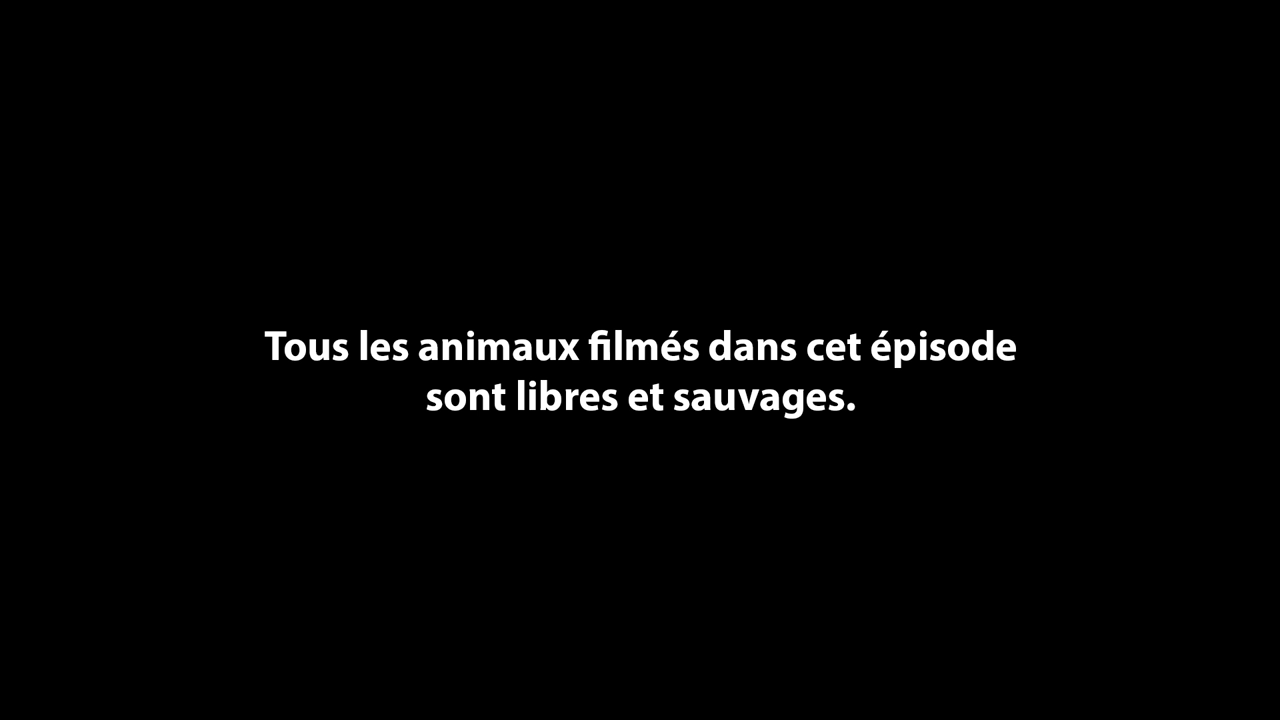 Tous les animaux filmés dans cet épisode
sont libres et sauvages.